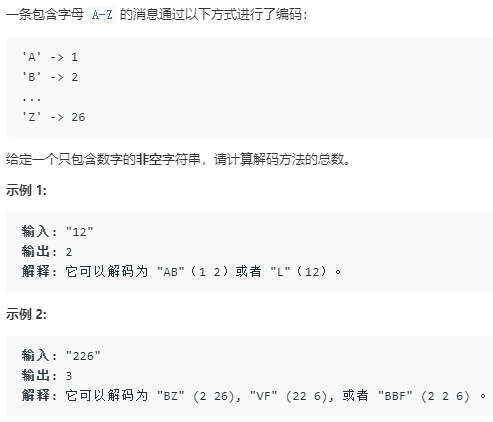 一条包含字母 A-Z 的消息通过以下方式进行了编码：
'A' -> 1
'B' -> 2
...
'Z' -> 26
给定一个只包含数字的非空字符串，请计算解码方法的总数。
示例 1:
输入: "12"
输出: 2
解释: 它可以解码为 "AB"（1 2）或者 "L"（12）。
示例 2:
输入: "226"
输出: 3
解释: 它可以解码为 "BZ" (2 26), "VF" (22 6), 或者 "BBF" (2 2 6) 。